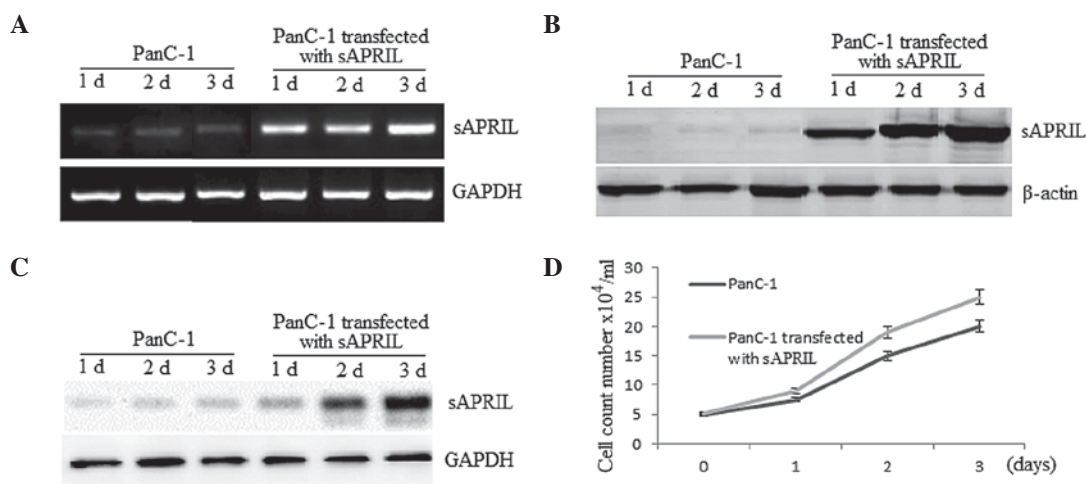 A
PanC-1
PanC-1 transfected
with sAPRIL
1 d 2 d 3 d 1 d 2 d 3 d
sAPRIL
GAPDH
B
PanC-1
PanC-1 transfected
with sAPRIL
1 d 2 d 3 d 1 d 2 d 3 d
sAPRIL
β-actin
C
PanC-1
PanC-1 transfected
with sAPRIL
1 d 2 d 3 d 1 d 2 d 3 d
sAPRIL
GAPDH
D
Cell count number x10⁴/ml
30
25
20
15
10
5
0
PanC-1
PanC-1 transfected
with sAPRIL
0 1 2 3 (days)